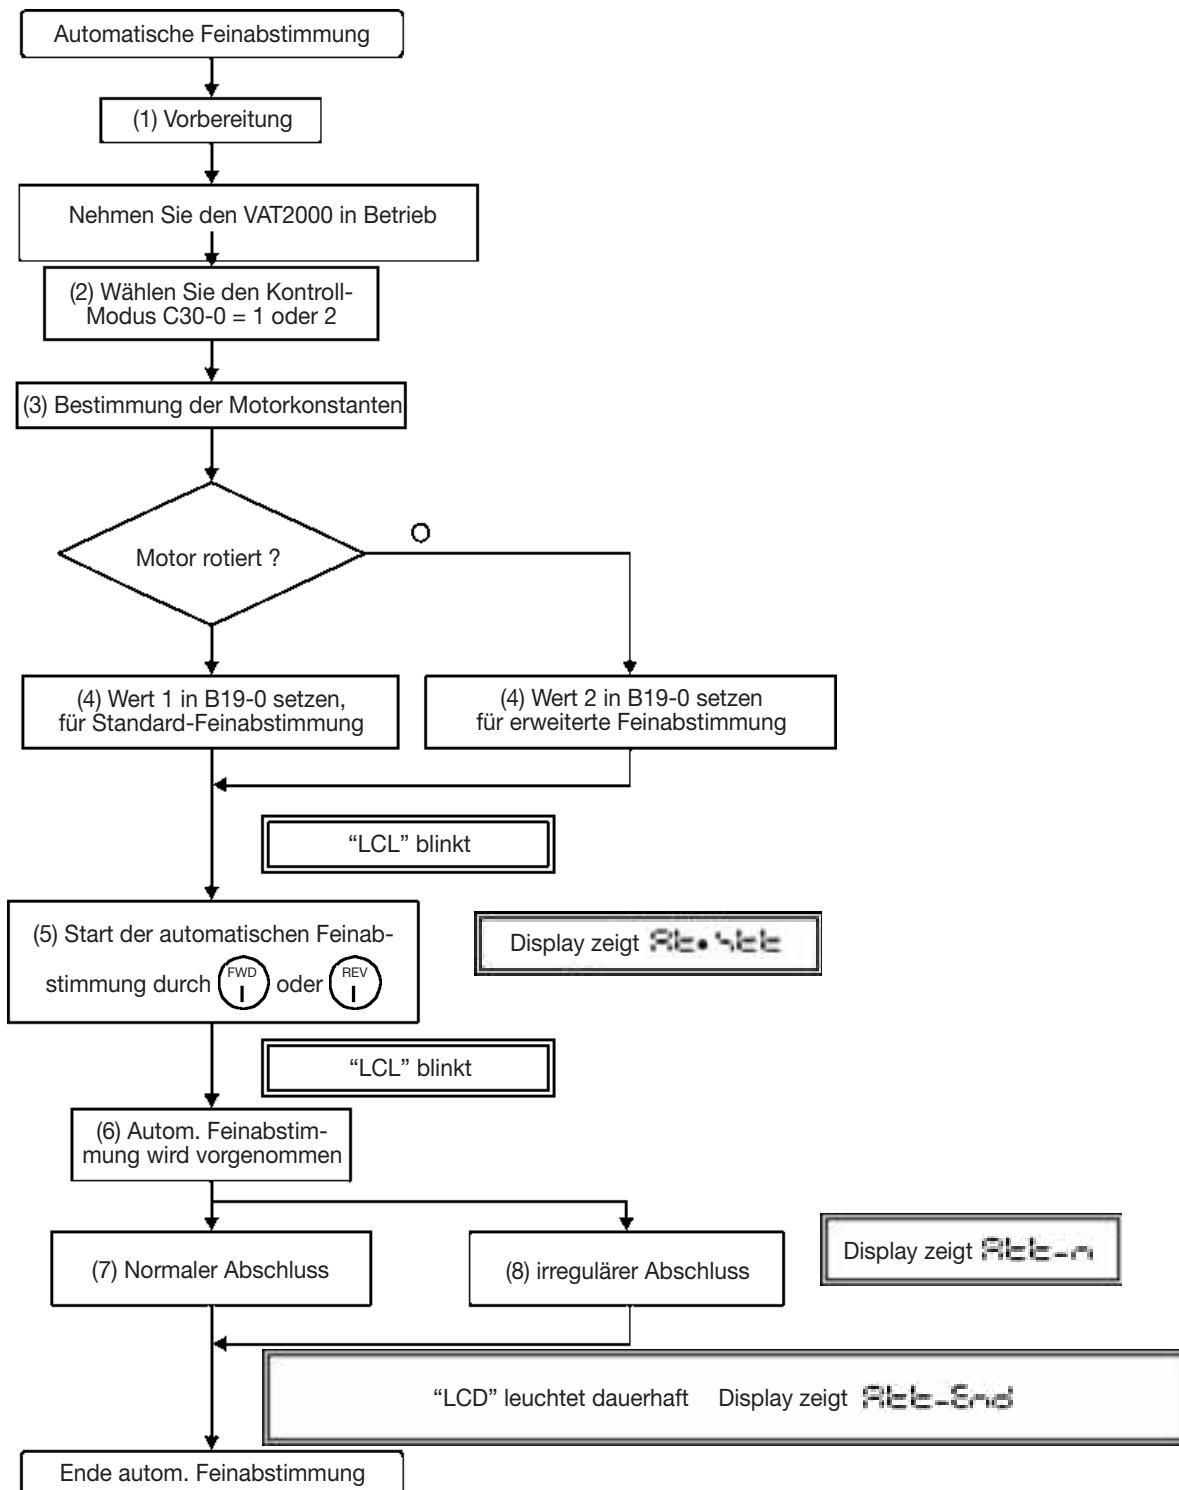 Automatische Feinabstimmung
(1) Vorbereitung
Nehmen Sie den VAT2000 in Betrieb
(2) Wählen Sie den Kontroll-
Modus C30-0 = 1 oder 2
(3) Bestimmung der Motorkonstanten
Motor rotiert ?
O
(4) Wert 1 in B19-0 setzen,
für Standard-Feinabstimmung
(4) Wert 2 in B19-0 setzen
für erweiterte Feinabstimmung
“LCL” blinkt
(5) Start der automatischen Feinab-
stimmung durch FWD I oder REV I
Display zeigt
“LCL” blinkt
(6) Autom. Feinabstim-
mung wird vorgenommen
(7) Normaler Abschluss
(8) irregulärer Abschluss
Display zeigt Att-n
“LCD” leuchtet dauerhaft Display zeigt Att-End
Ende autom. Feinabstimmung